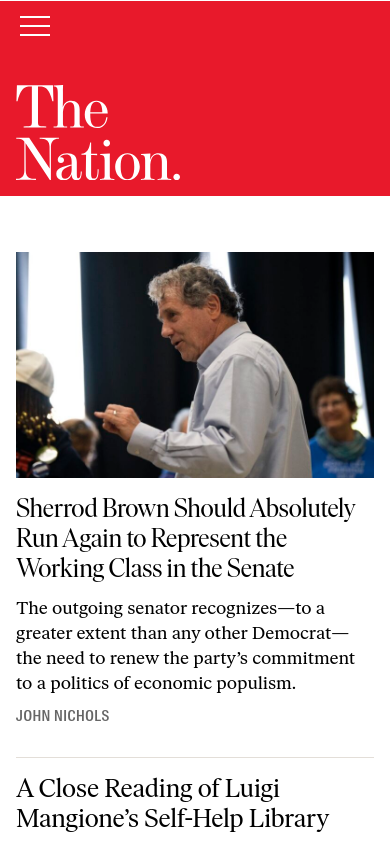 The
Nation.
Sherrod Brown Should Absolutely
Run Again to Represent the
Working Class in the Senate
The outgoing senator recognizes—to a
greater extent than any other Democrat—
the need to renew the party’s commitment
to a politics of economic populism.
JOHN NICHOLS
A Close Reading of Luigi
Mangione’s Self-Help Library